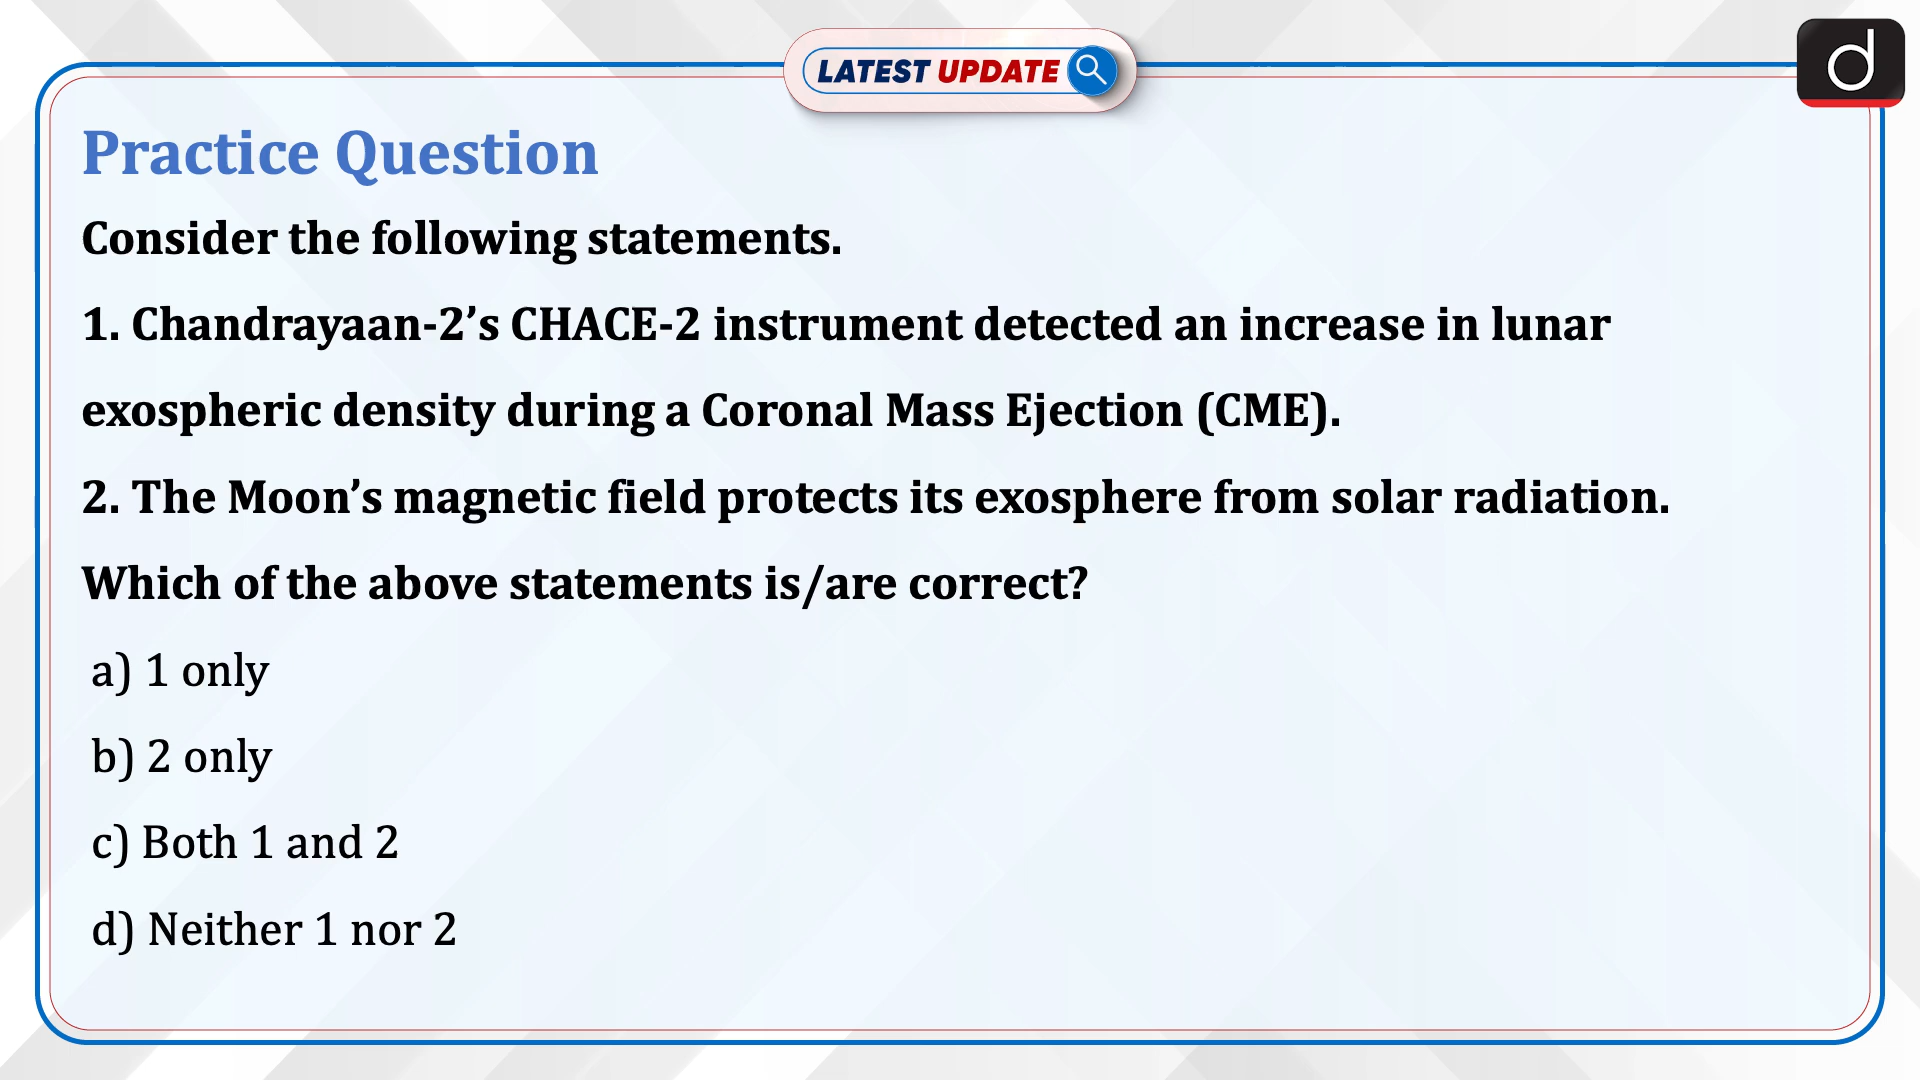 LATEST UPDATE
d
Practice Question
Consider the following statements.
1. Chandrayaan-2’s CHACE-2 instrument detected an increase in lunar
exospheric density during a Coronal Mass Ejection (CME).
2. The Moon’s magnetic field protects its exosphere from solar radiation.
Which of the above statements is/are correct?
a) 1 only
b) 2 only
c) Both 1 and 2
d) Neither 1 nor 2